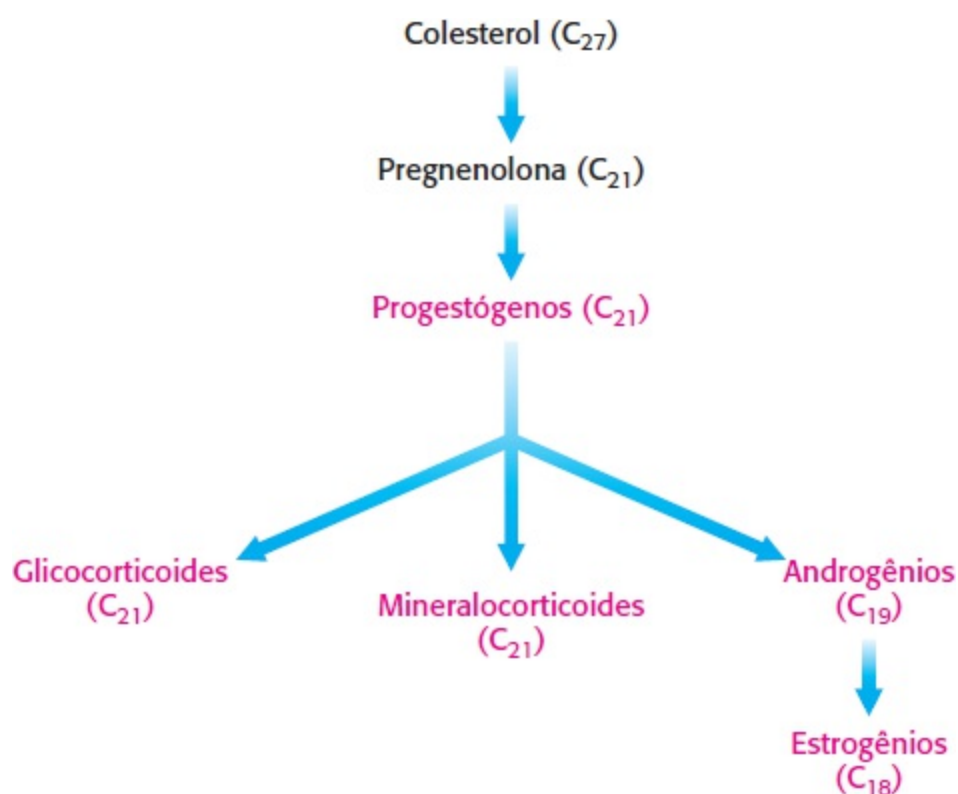 Colesterol (C₂₇)
Pregnenolona (C₂₁)
Progestógenos (C₂₁)
Glicocorticoides
(C₂₁)
Mineralocorticoides
(C₂₁)
Androgênios
(C₁₉)
Estrogênios
(C₁₈)